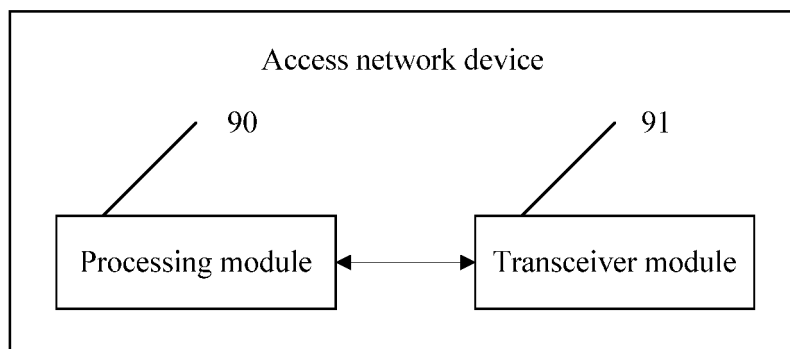 Access network device
90
91
Processing module
Transceiver module